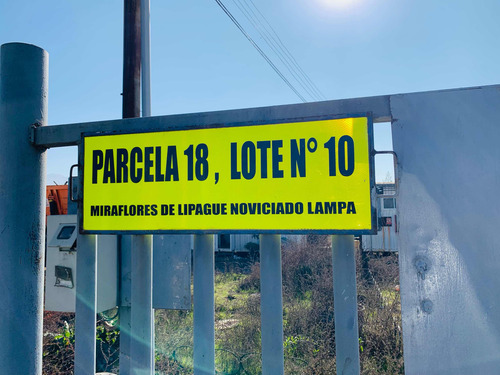 PARCELA 18, LOTE N° 10
MIRAFLORES DE LIPAGUE NOVICIADO LAMPA